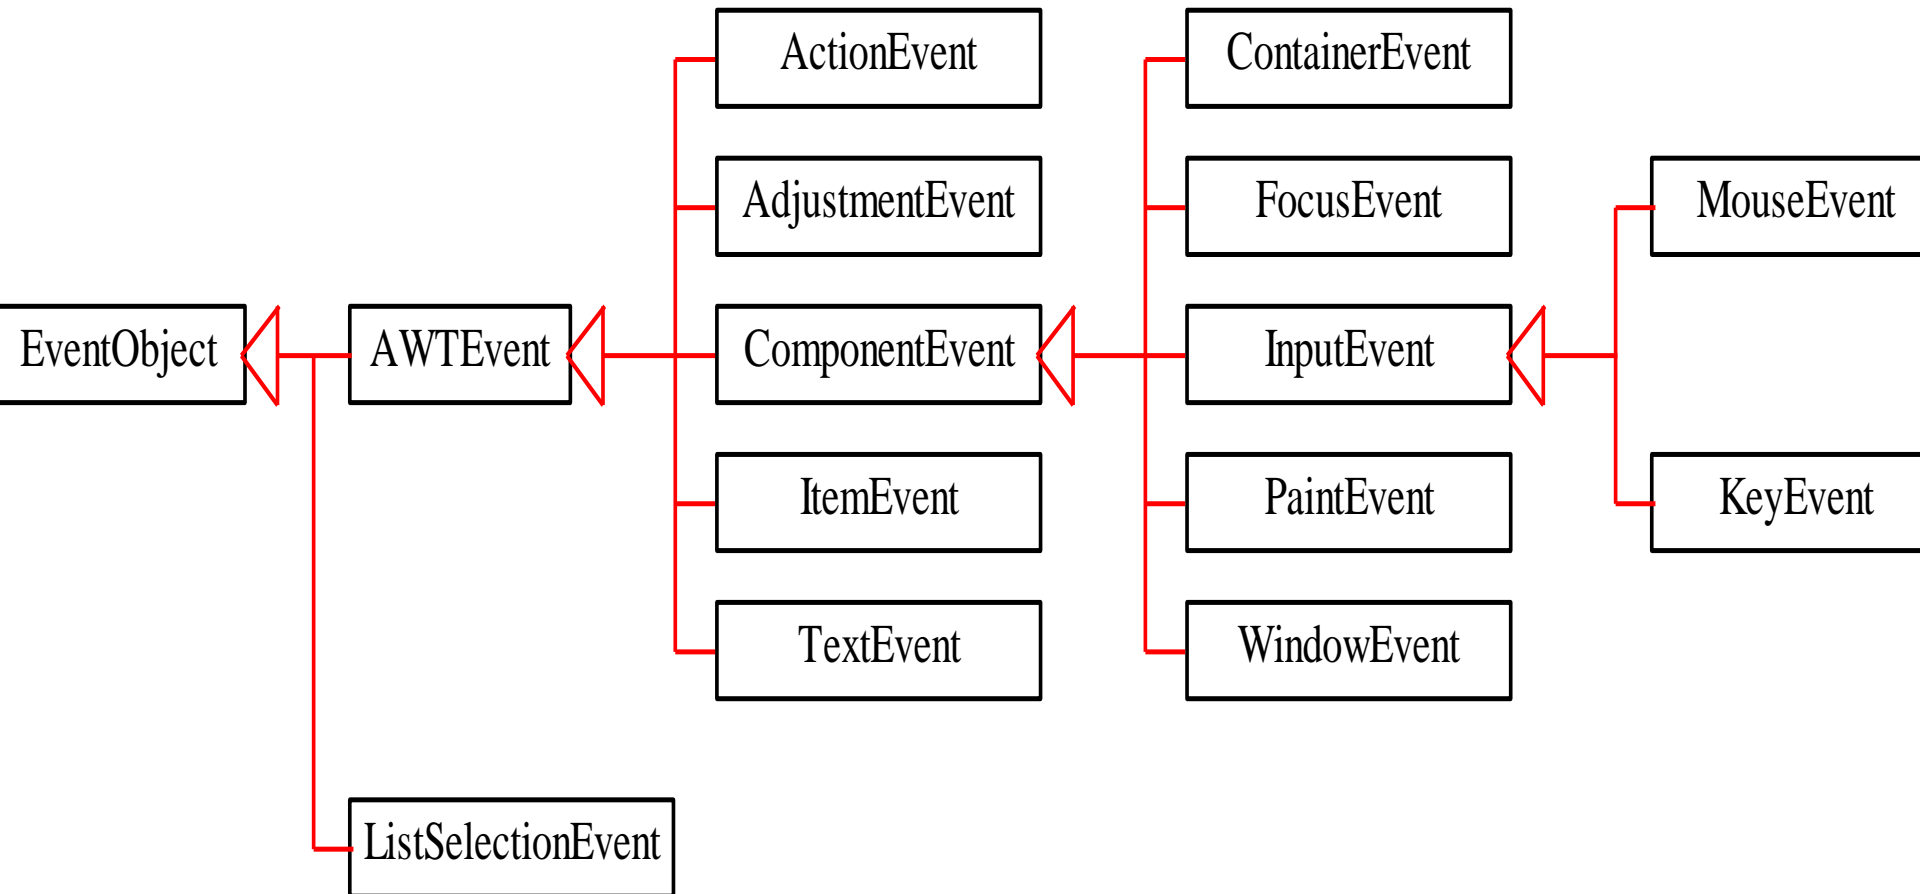 ActionEvent
ContainerEvent
AdjustmentEvent
FocusEvent
MouseEvent
EventObject
AWTEvent
ComponentEvent
InputEvent
ItemEvent
PaintEvent
KeyEvent
TextEvent
WindowEvent
ListSelectionEvent